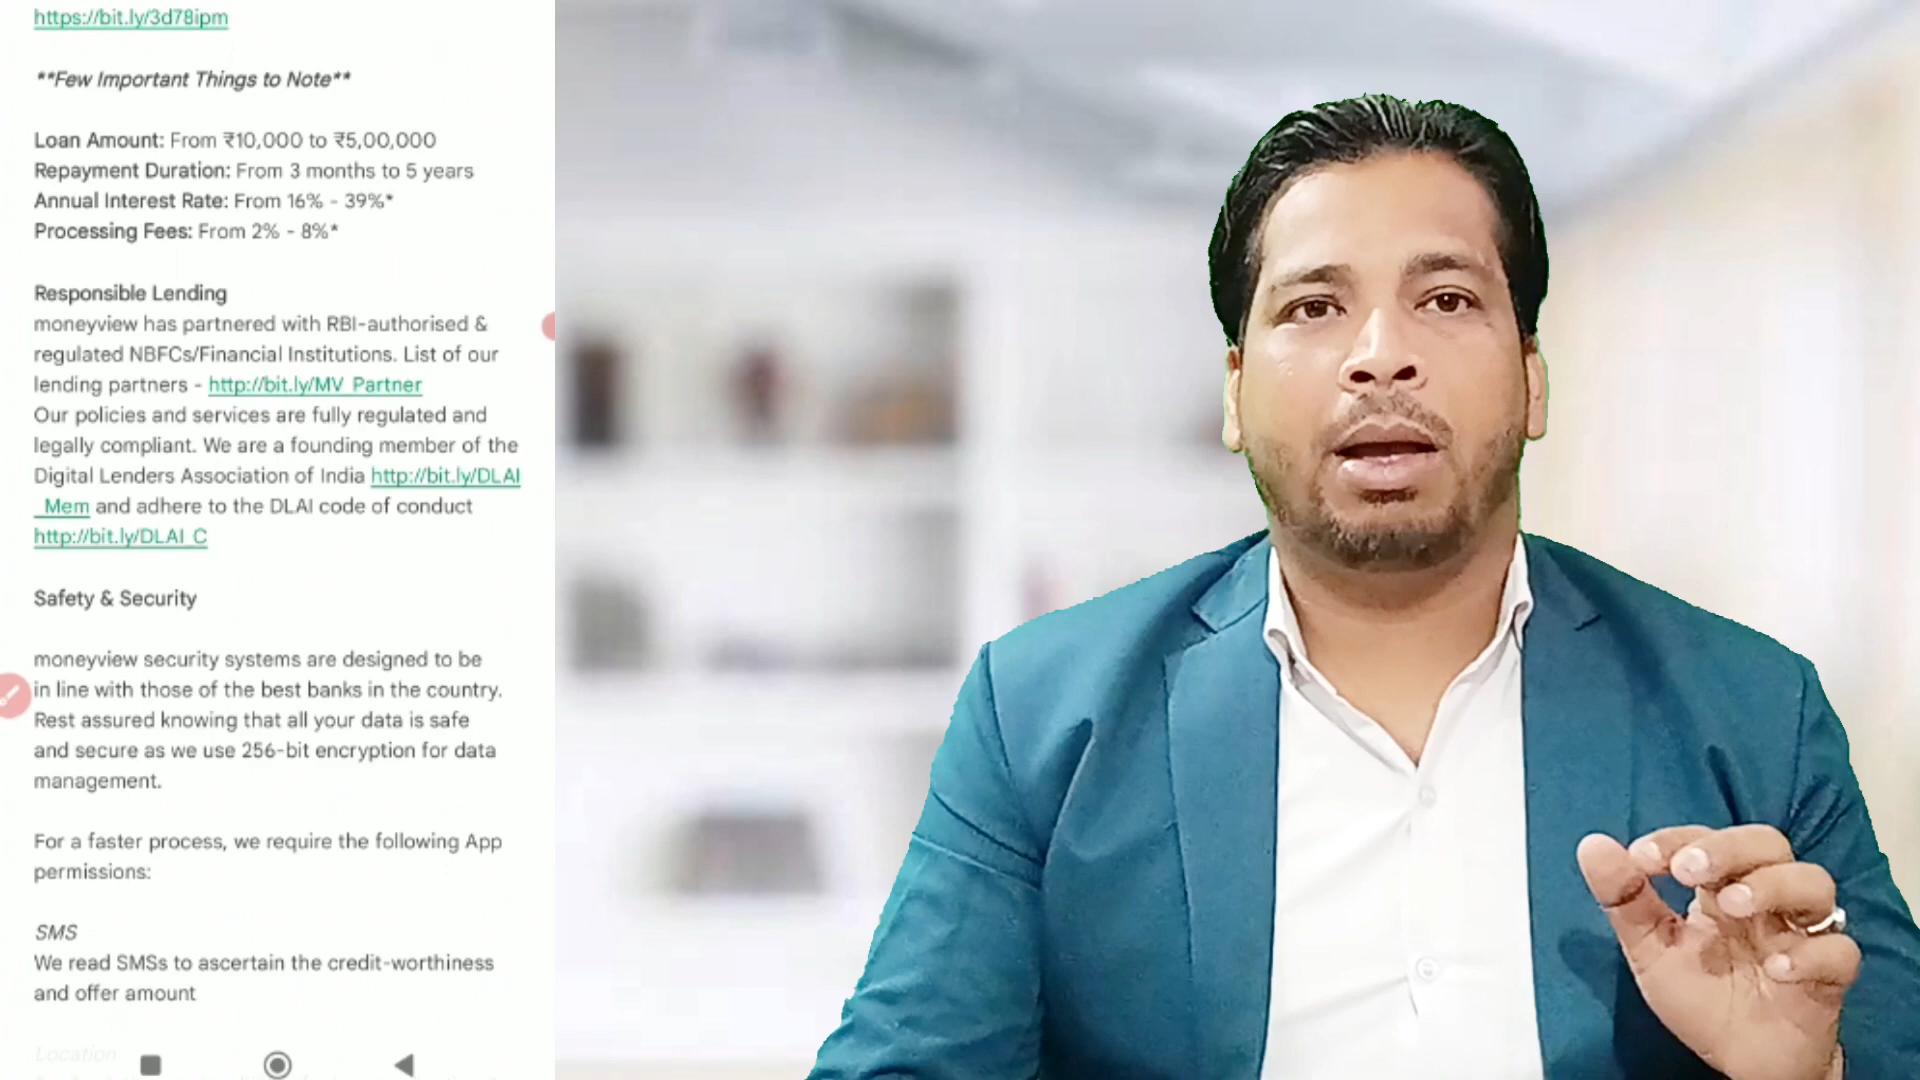 https://bit.ly/3d78ipm
**Few Important Things to Note**
Loan Amount: From ₹10,000 to ₹5,00,000
Repayment Duration: From 3 months to 5 years
Annual Interest Rate: From 16% - 39%*
Processing Fees: From 2% - 8%*
Responsible Lending
moneyview has partnered with RBI-authorised &
regulated NBFCs/Financial Institutions. List of our
lending partners - http://bit.ly/MV_Partner
Our policies and services are fully regulated and
legally compliant. We are a founding member of the
Digital Lenders Association of India http://bit.ly/DLAI
_Mem and adhere to the DLAI code of conduct
http://bit.ly/DLAI_C
Safety & Security
moneyview security systems are designed to be
in line with those of the best banks in the country.
Rest assured knowing that all your data is safe
and secure as we use 256-bit encryption for data
management.
For a faster process, we require the following App
permissions:
SMS
We read SMSs to ascertain the credit-worthiness
and offer amount
Location